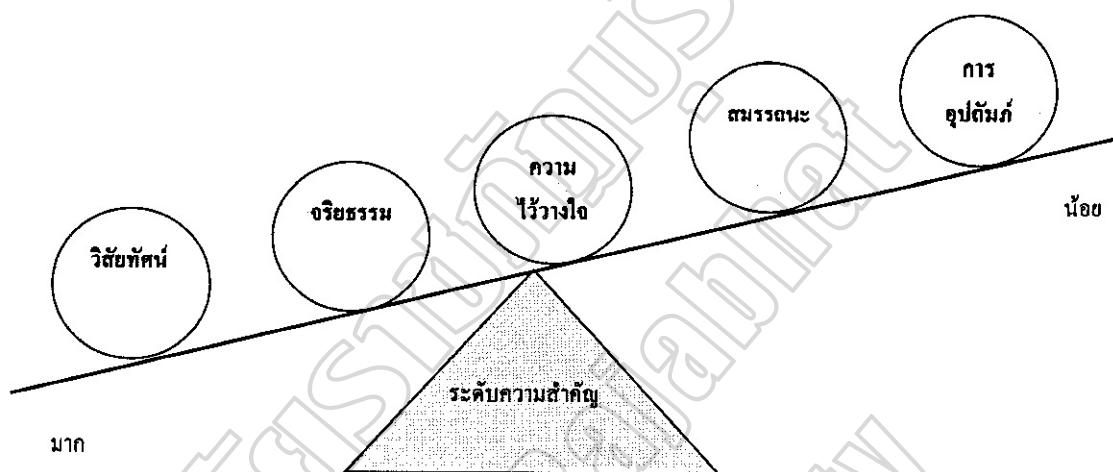 การ
อุปถัมภ์
สมรรถนะ
ความ
ไว้วางใจ
จริยธรรม
วิสัยทัศน์
น้อย
ระดับความสำคัญ
มาก